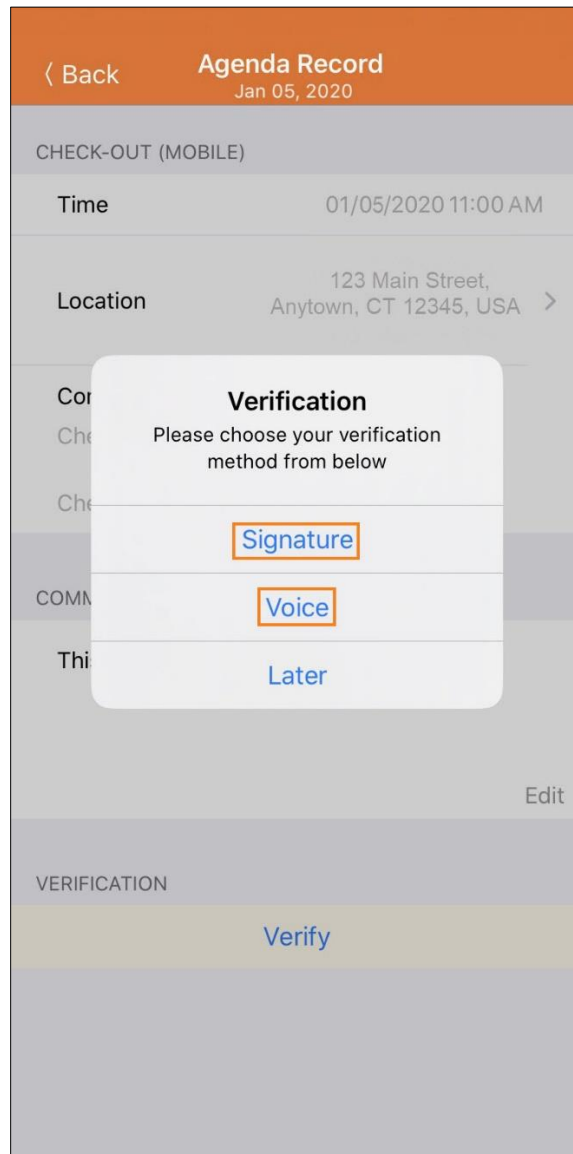 Back
Agenda Record
Jan 05, 2020
CHECK-OUT (MOBILE)
Time 01/05/2020 11:00 AM
Location 123 Main Street,
Anytown, CT 12345, USA
Verification
Please choose your verification
method from below
Signature
Voice
Later
Edit
VERIFICATION
Verify